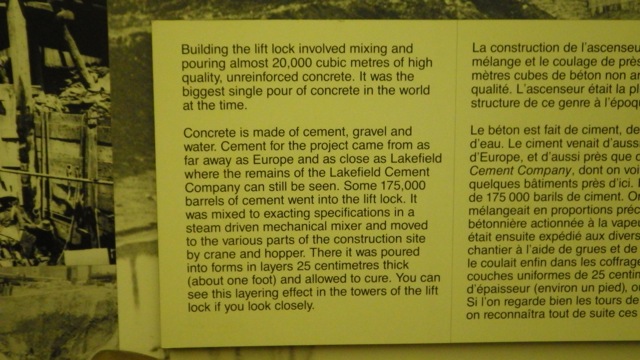 Building the lift lock involved mixing and
pouring almost 20,000 cubic metres of high
quality, unreinforced concrete. It was the
biggest single pour of concrete in the world
at the time.
Concrete is made of cement, gravel and
water. Cement for the project came from as
far away as Europe and as close as Lakefield
where the remains of the Lakefield Cement
Company can still be seen. Some 175,000
barrels of cement went into the lift lock. It
was mixed to exacting specifications in a
steam driven mechanical mixer and moved
to the various parts of the construction site
by crane and hopper. There it was poured
into forms in layers 25 centimetres thick
(about one foot) and allowed to cure. You can
see this layering effect in the towers of the lift
lock if you look closely.
La construction de l'ascenseu
mélange et le coulage de près
mètres cubes de béton non ar
qualité. L'ascenseur était la pl
structure de ce genre à l'époq
Le béton est fait de ciment, de
d'eau. Le ciment venait d'auss
d'Europe, et d'aussi près que
Cement Company, dont on voi
quelques bâtiments près d'ici.
de 175 000 barils de ciment. O
mélangeait en proportions préc
bétonnière actionnée à la vapeu
était ensuite expédié aux divers
chantier à l'aide de grues et de
le coulait enfin dans les coffrage
couches uniformes de 25 centin
d'épaisseur (environ un pied), o
Si l'on regarde bien les tours de
on reconnaîtra tout de suite ces